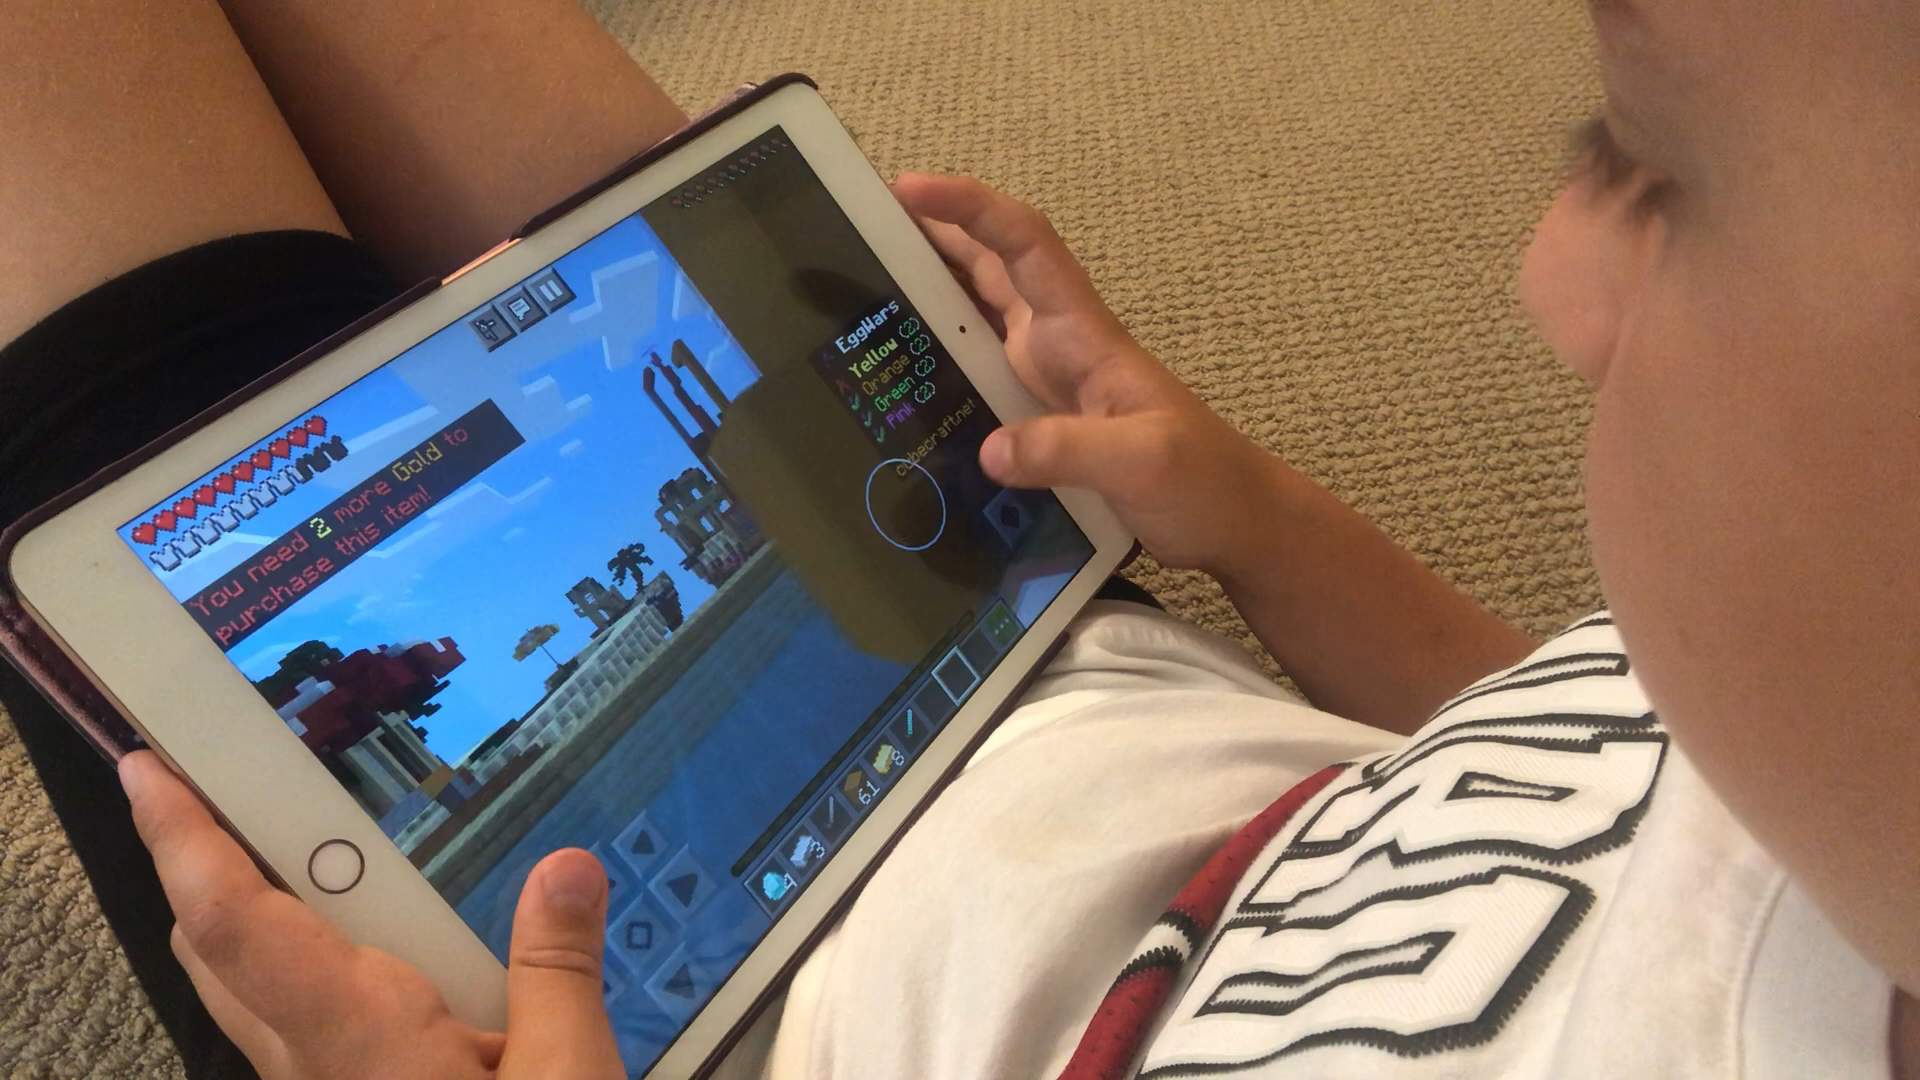 You need 2 more Gold to
purchase this item!
EggWars
Yellow (2)
Orange (2)
Green (2)
Pink (2)
cubecraft.net
4
3
61
8